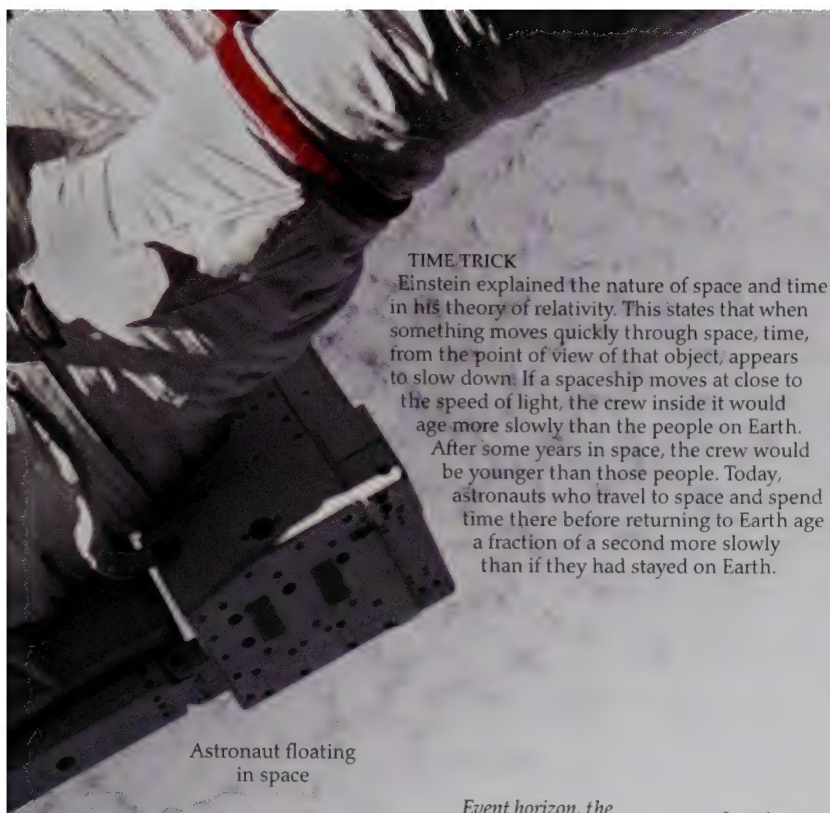 TIME TRICK
Einstein explained the nature of space and time
in his theory of relativity. This states that when
something moves quickly through space, time,
from the point of view of that object, appears
to slow down. If a spaceship moves at close to
the speed of light, the crew inside it would
age more slowly than the people on Earth.
After some years in space, the crew would
be younger than those people. Today,
astronauts who travel to space and spend
time there before returning to Earth age
a fraction of a second more slowly
than if they had stayed on Earth.
Astronaut floating
in space
Event horizon, the